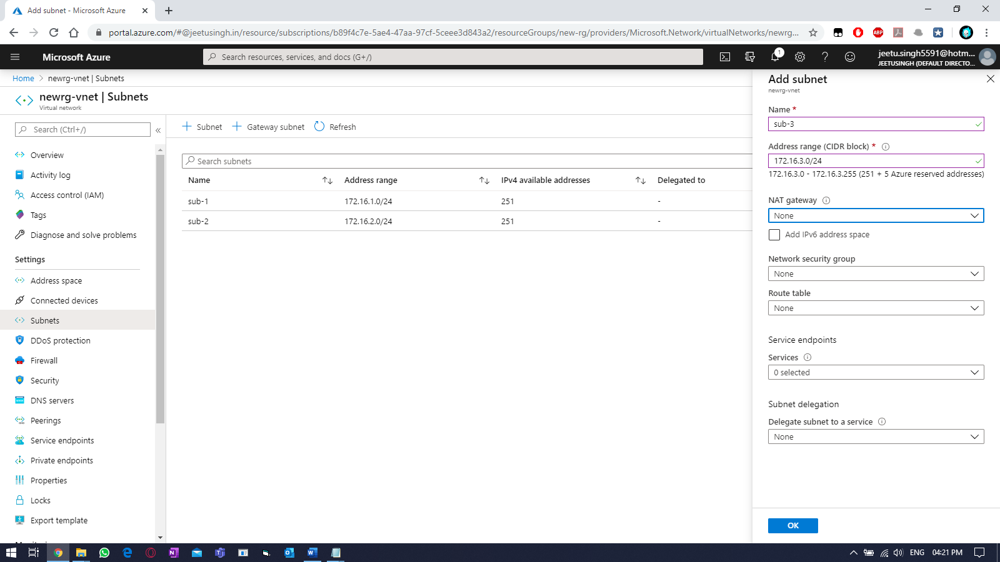 Add subnet - Microsoft Azure
portal.azure.com/#@jeetusingh.in/resource/subscriptions/b89f4c7e-5ae4-47aa-97cf-5ceee3d843a2/resourceGroups/new-rg/providers/Microsoft.Network/virtualNetworks/newrg...
ABP
Microsoft Azure
Search resources, services, and docs (G+/)
1
jeetu.singh5591@hotm...
JEETUSINGH (DEFAULT DIRECTO...
Home > newrg-vnet | Subnets
newrg-vnet | Subnets
Virtual network
Search (Ctrl+/)
«
Overview
Activity log
Access control (IAM)
Tags
Diagnose and solve problems
Settings
Address space
Connected devices
Subnets
DDoS protection
Firewall
Security
DNS servers
Peerings
Service endpoints
Private endpoints
Properties
Locks
Export template
+ Subnet
+ Gateway subnet
Refresh
Search subnets
Name
Address range
IPv4 available addresses
Delegated to
sub-1 172.16.1.0/24 251 -
sub-2 172.16.2.0/24 251 -
Add subnet
newrg-vnet
Name *
sub-3
Address range (CIDR block) *
172.16.3.0/24
172.16.3.0 - 172.16.3.255 (251 + 5 Azure reserved addresses)
NAT gateway
None
Add IPv6 address space
Network security group
None
Route table
None
Service endpoints
Services
0 selected
Subnet delegation
Delegate subnet to a service
None
OK
ENG
04:21 PM